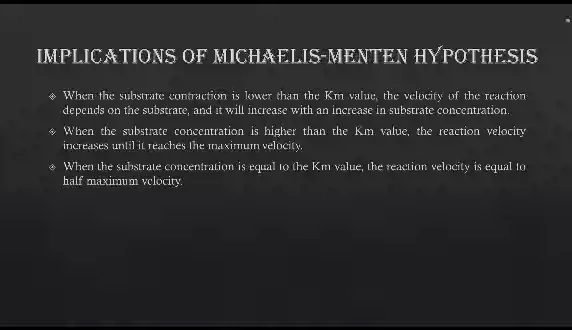 IMPLICATIONS OF MICHAELIS-MENTEN HYPOTHESIS
When the substrate contraction is lower than the Km value, the velocity of the reaction
depends on the substrate, and it will increase with an increase in substrate concentration.
When the substrate concentration is higher than the Km value, the reaction velocity
increases until it reaches the maximum velocity.
When the substrate concentration is equal to the Km value, the reaction velocity is equal to
half maximum velocity.